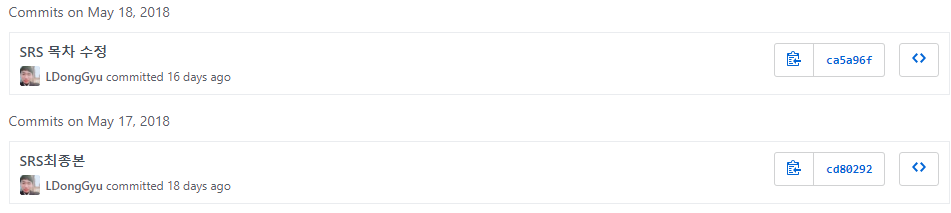 Commits on May 18, 2018
SRS 목차 수정
LDongGyu committed 16 days ago
ca5a96f
Commits on May 17, 2018
SRS최종본
LDongGyu committed 18 days ago
cd80292